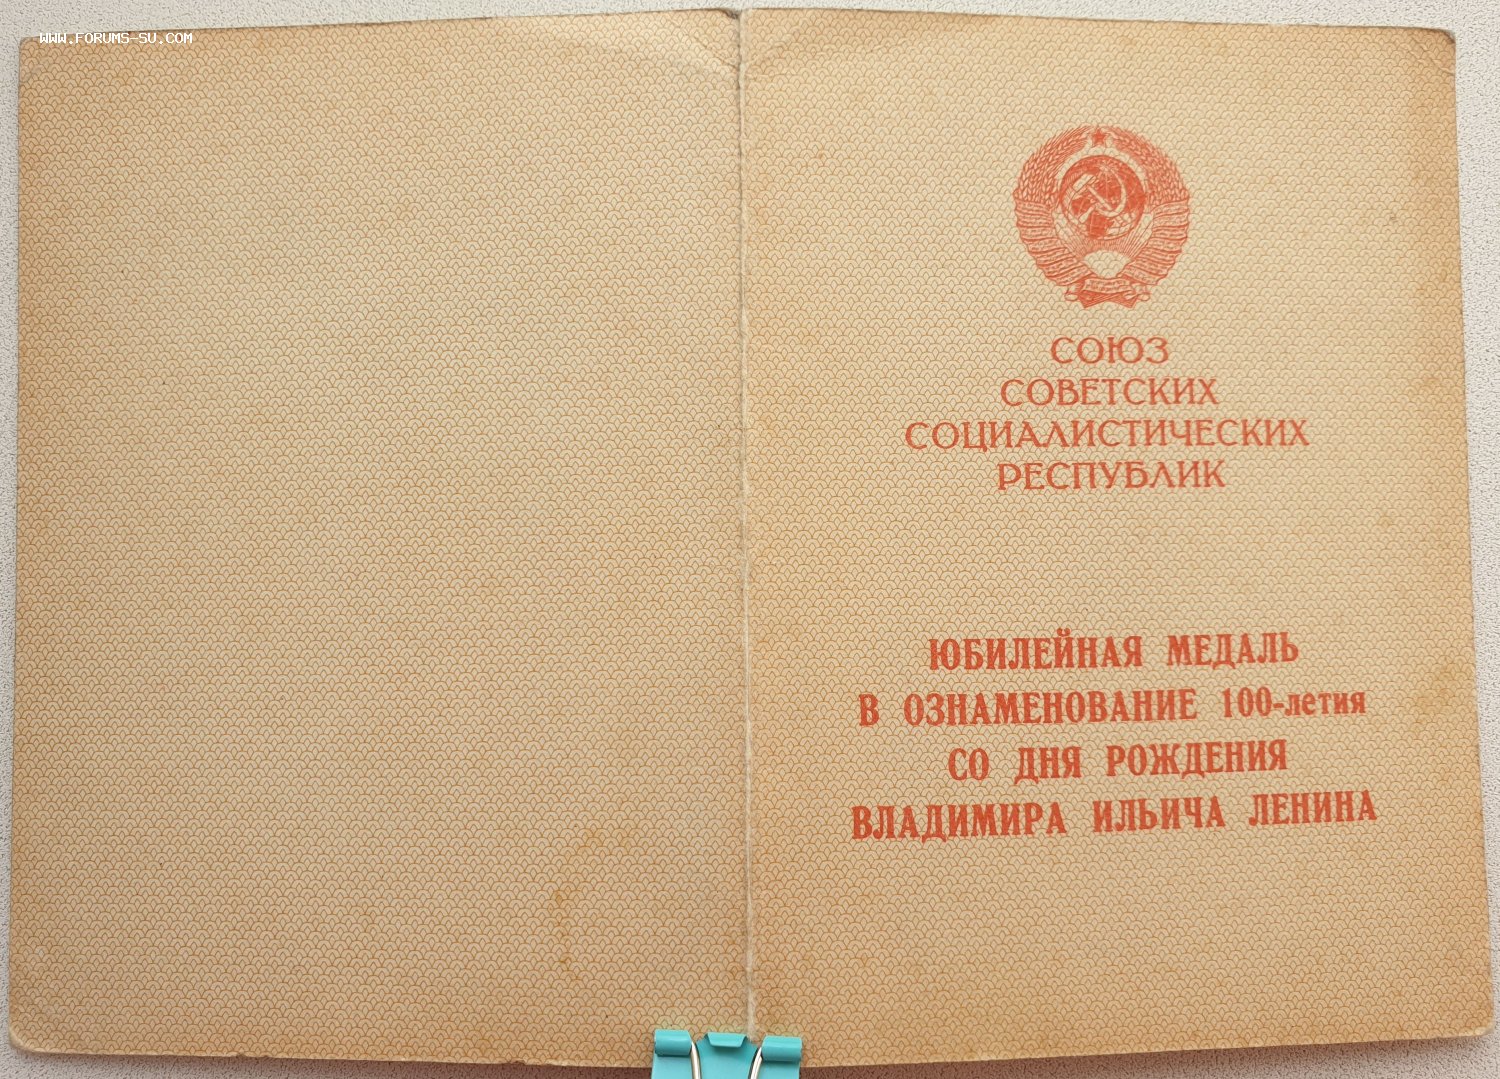 WWW.FORUMS-SU.COM
СОЮЗ
СОВЕТСКИХ
СОЦИАЛИСТИЧЕСКИХ
РЕСПУБЛИК
ЮБИЛЕЙНАЯ МЕДАЛЬ
В ОЗНАМЕНОВАНИЕ 100-летия
СО ДНЯ РОЖДЕНИЯ
ВЛАДИМИРА ИЛЬИЧА ЛЕНИНА